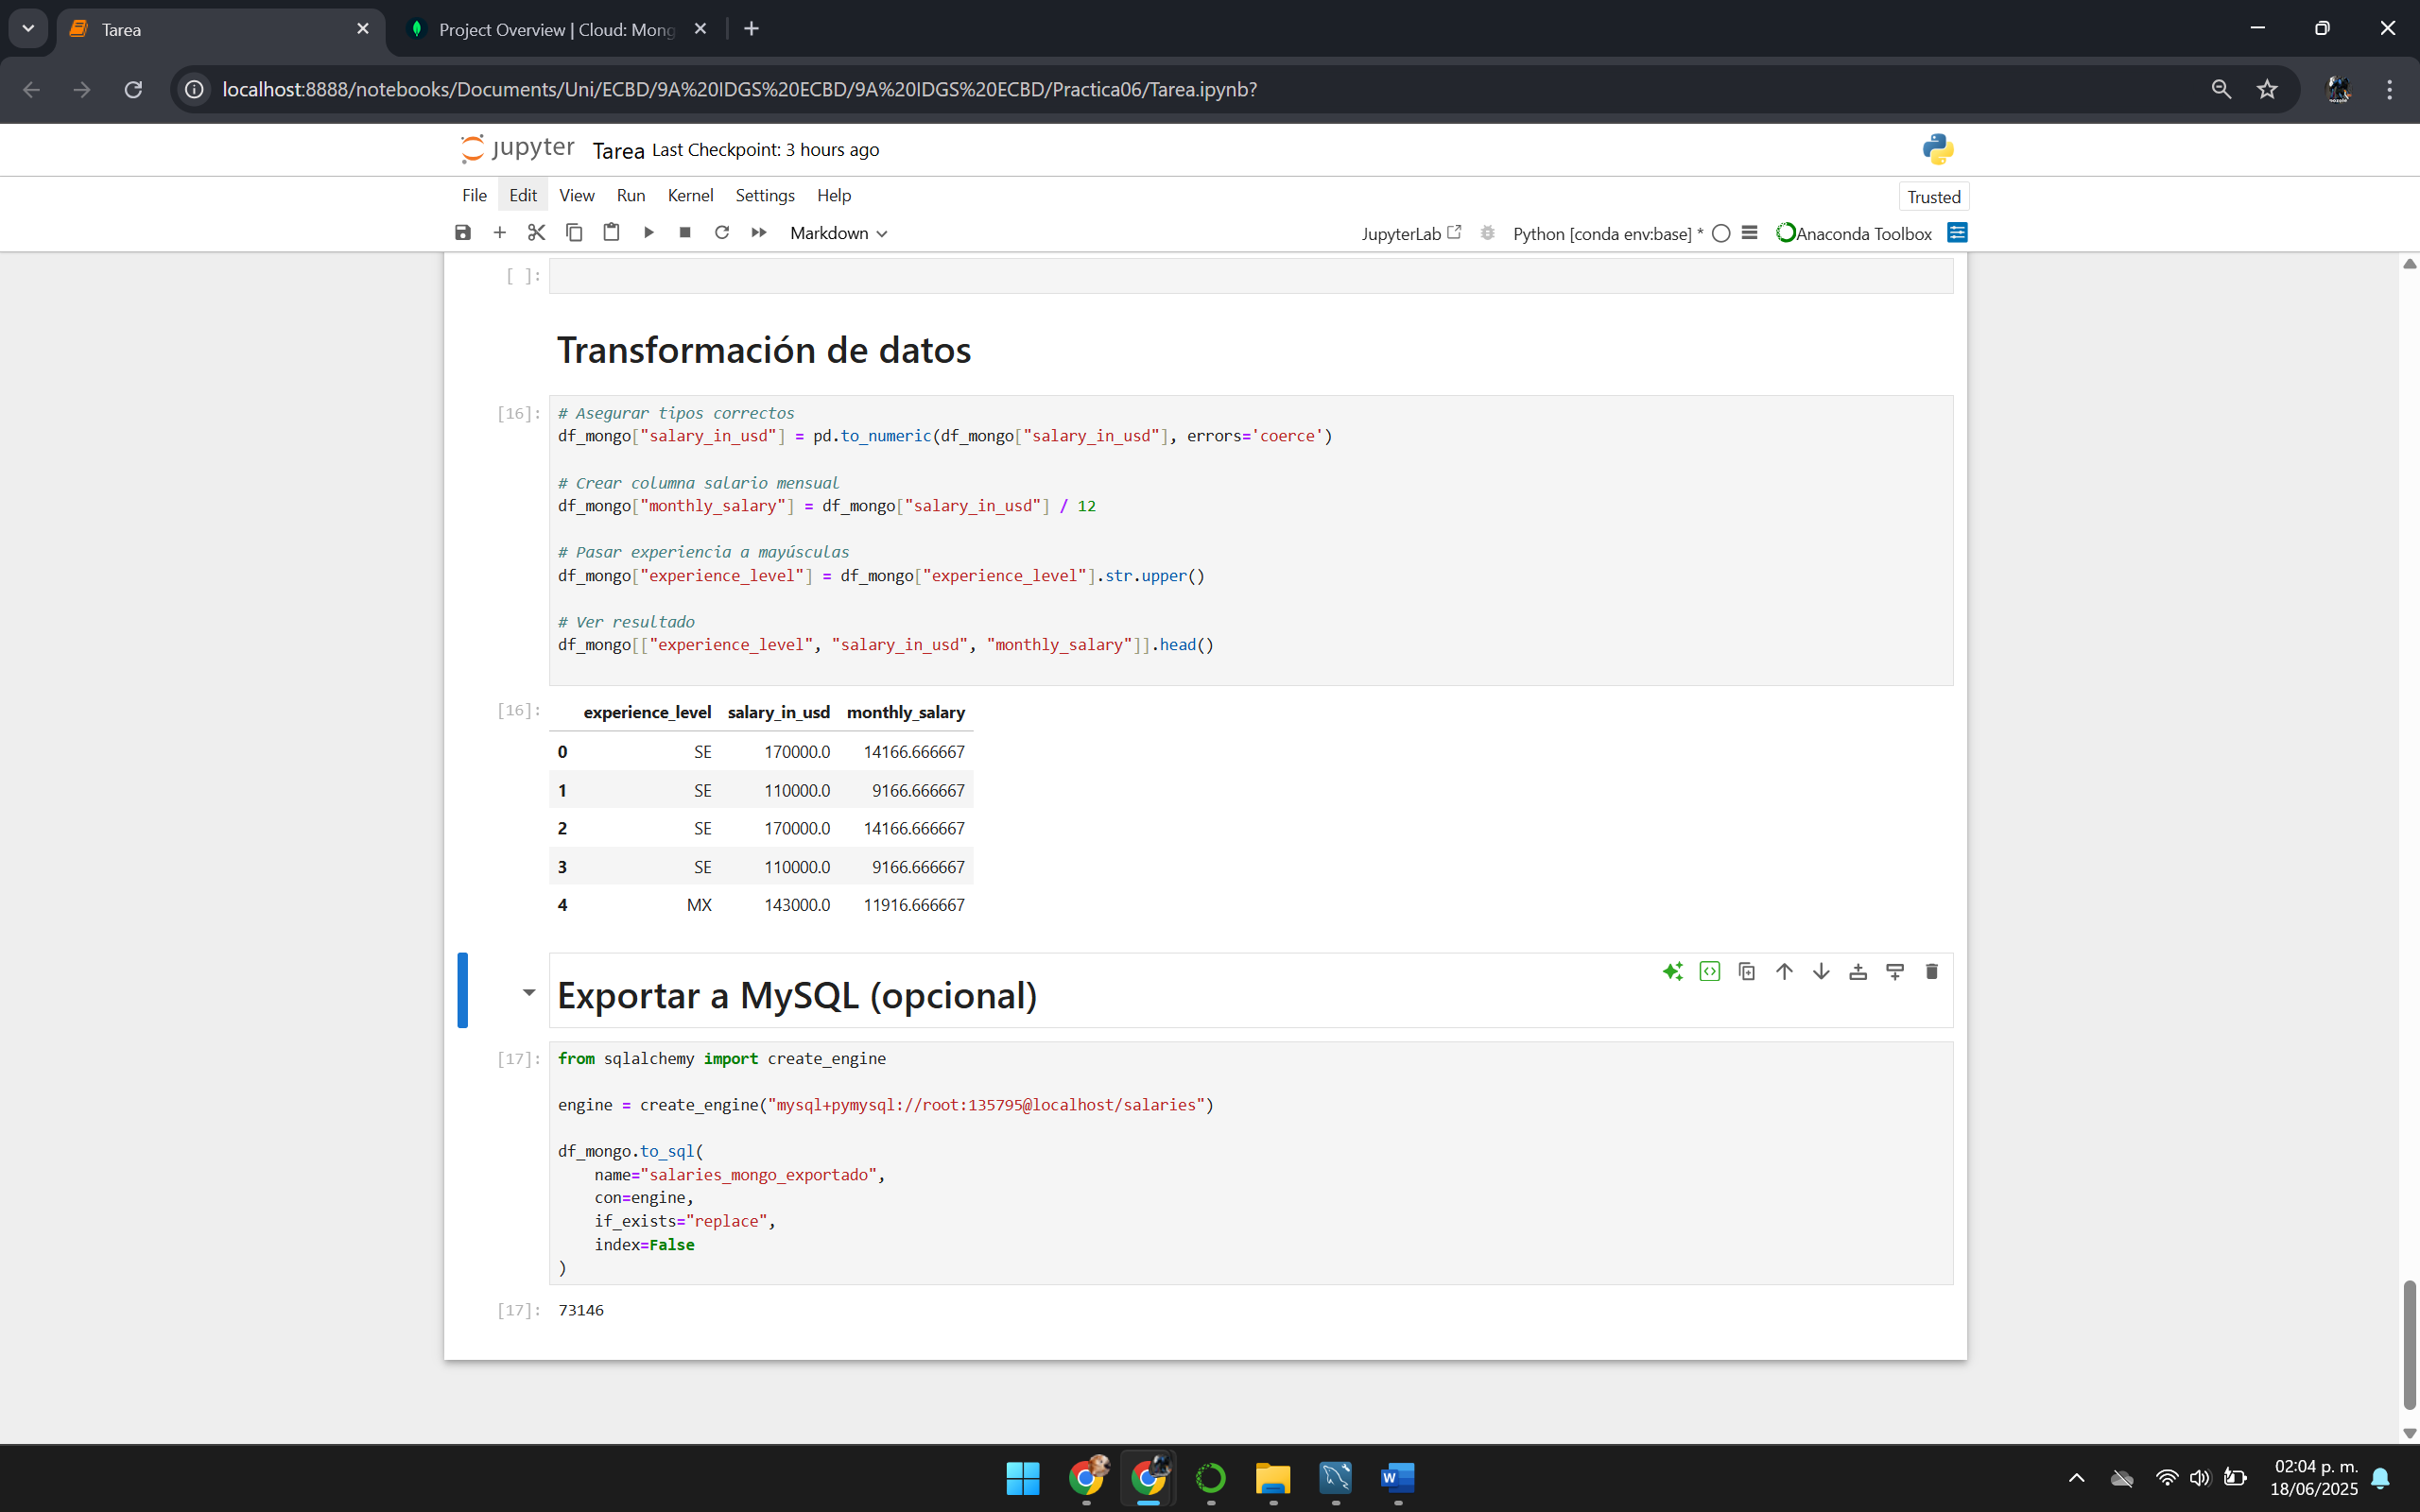 Tarea
Project Overview | Cloud: Mong
localhost:8888/notebooks/Documents/Uni/ECBD/9A%20IDGS%20ECBD/9A%20IDGS%20ECBD/Practica06/Tarea.ipynb?
jupyter Tarea Last Checkpoint: 3 hours ago
File Edit View Run Kernel Settings Help
Trusted
Markdown
JupyterLab
Python [conda env:base] *
Anaconda Toolbox
[ ]:
Transformación de datos
[16]:
# Asegurar tipos correctos
df_mongo["salary_in_usd"] = pd.to_numeric(df_mongo["salary_in_usd"], errors='coerce')
# Crear columna salario mensual
df_mongo["monthly_salary"] = df_mongo["salary_in_usd"] / 12
# Pasar experiencia a mayúsculas
df_mongo["experience_level"] = df_mongo["experience_level"].str.upper()
# Ver resultado
df_mongo[["experience_level", "salary_in_usd", "monthly_salary"]].head()
[16]:
experience_level salary_in_usd monthly_salary
0 SE 170000.0 14166.666667
1 SE 110000.0 9166.666667
2 SE 170000.0 14166.666667
3 SE 110000.0 9166.666667
4 MX 143000.0 11916.666667
Exportar a MySQL (opcional)
[17]:
from sqlalchemy import create_engine
engine = create_engine("mysql+pymysql://root:135795@localhost/salaries")
df_mongo.to_sql(
name="salaries_mongo_exportado",
con=engine,
if_exists="replace",
index=False
)
[17]: 73146
W
02:04 p. m.
18/06/2025